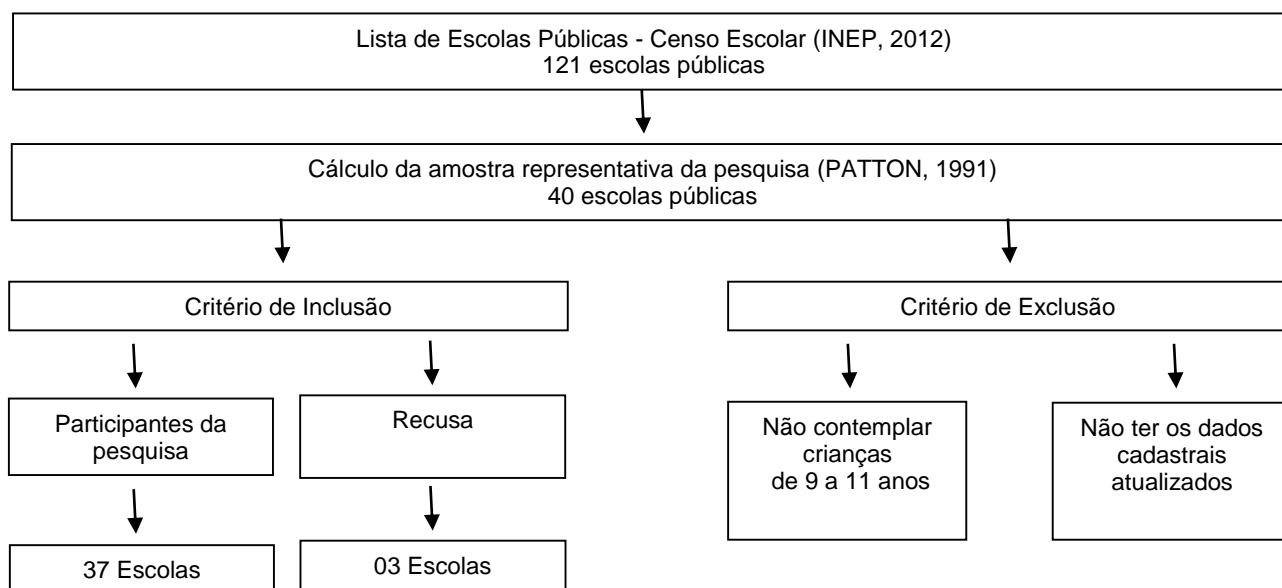 Lista de Escolas Públicas - Censo Escolar (INEP, 2012)
121 escolas públicas
Cálculo da amostra representativa da pesquisa (PATTON, 1991)
40 escolas públicas
Critério de Inclusão
Critério de Exclusão
Participantes da
pesquisa
Recusa
Não contemplar
crianças
de 9 a 11 anos
Não ter os dados
cadastrais
atualizados
37 Escolas
03 Escolas